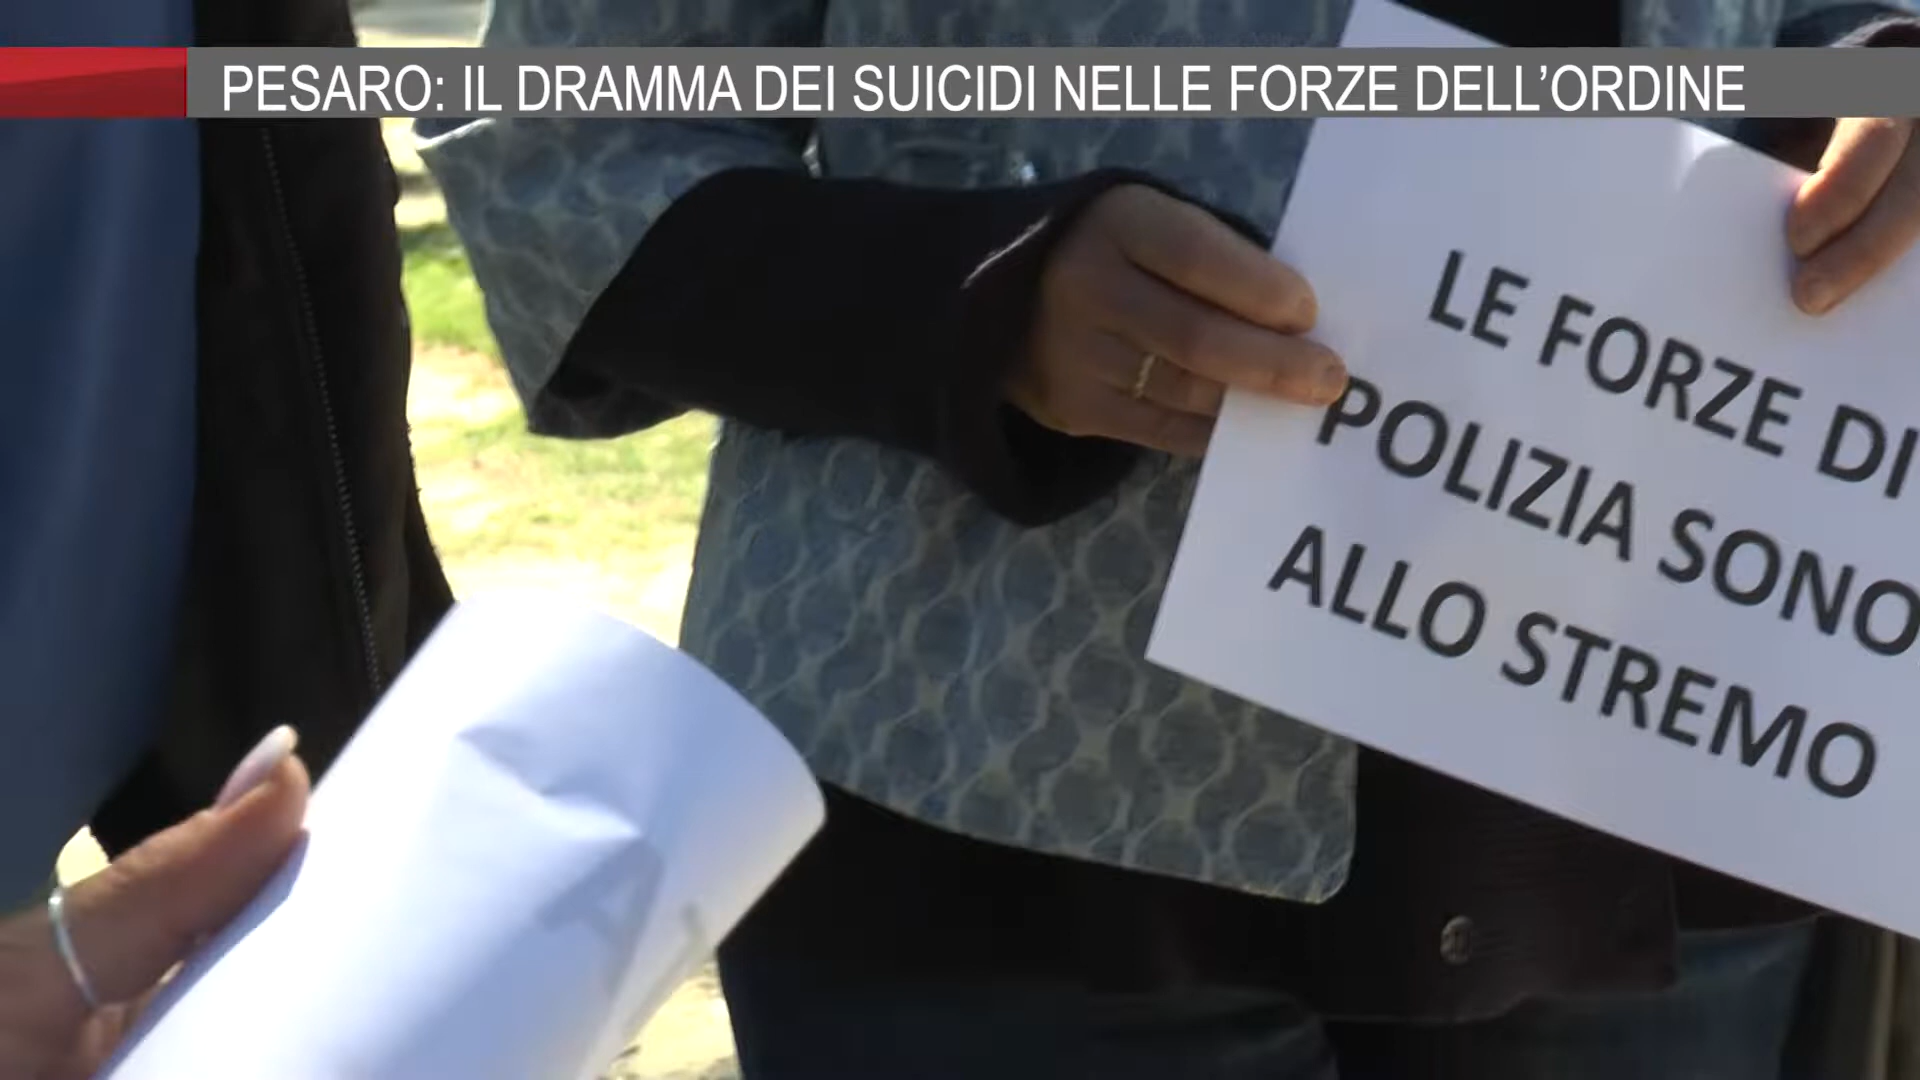 PESARO: IL DRAMMA DEI SUICIDI NELLE FORZE DELL'ORDINE
LE FORZE DI
POLIZIA SONO
ALLO STREMO